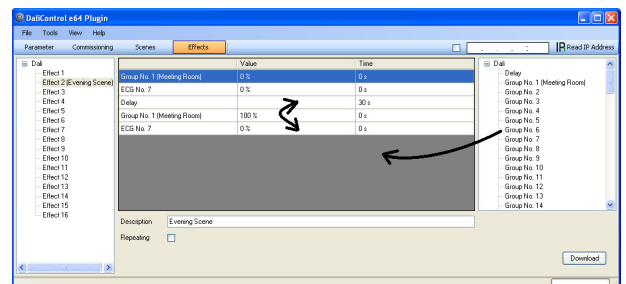 DaliControl e64 Plugin
File Tools View Help
Parameter Commissioning Scenes Effects . . . : IR Read IP Address
Dali
Effect 1
Effect 2 (Evening Scene)
Effect 3
Effect 4
Effect 5
Effect 6
Effect 7
Effect 8
Effect 9
Effect 10
Effect 11
Effect 12
Effect 13
Effect 14
Effect 15
Effect 16
Value Time
Group No. 1 (Meeting Room) 0 % 0 s
ECG No. 7 0 % 0 s
Delay 30 s
Group No. 1 (Meeting Room) 100 % 0 s
ECG No. 7 0 % 0 s
Description Evening Scene
Repeating
Dali
Delay
Group No. 1 (Meeting Room)
Group No. 2
Group No. 3
Group No. 4
Group No. 5
Group No. 6
Group No. 7
Group No. 8
Group No. 9
Group No. 10
Group No. 11
Group No. 12
Group No. 13
Group No. 14
Download